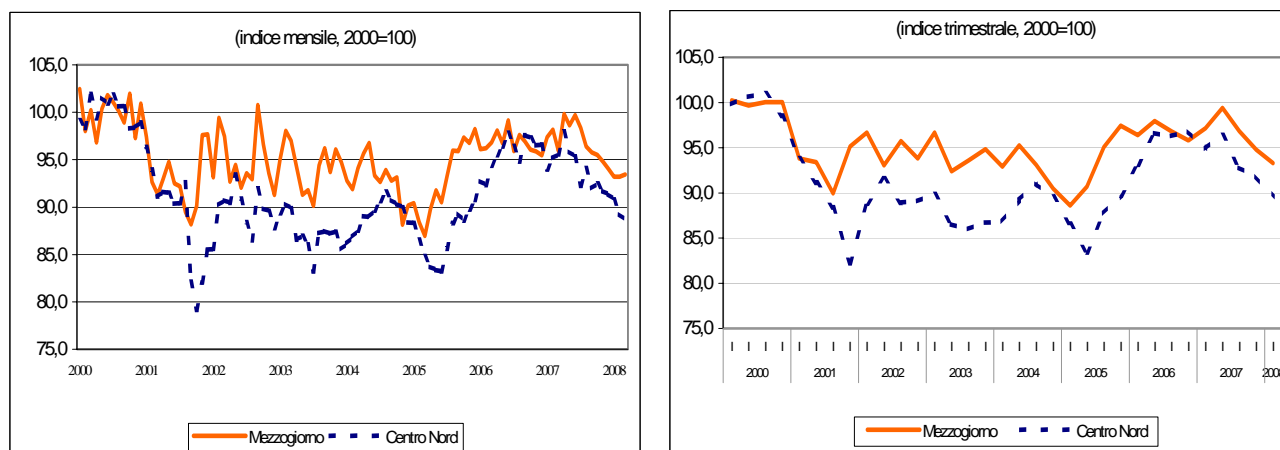 (indice mensile, 2000=100)
105,0
100,0
95,0
90,0
85,0
80,0
75,0
2000 2001 2002 2003 2004 2005 2006 2007 2008
Mezzogiorno Centro Nord
(indice trimestrale, 2000=100)
105,0
100,0
95,0
90,0
85,0
80,0
75,0
I I I I I I I I I I I I I I I I I I I I I I I I I I I I I I I I I
2000 2001 2002 2003 2004 2005 2006 2007 2008
Mezzogiorno Centro Nord